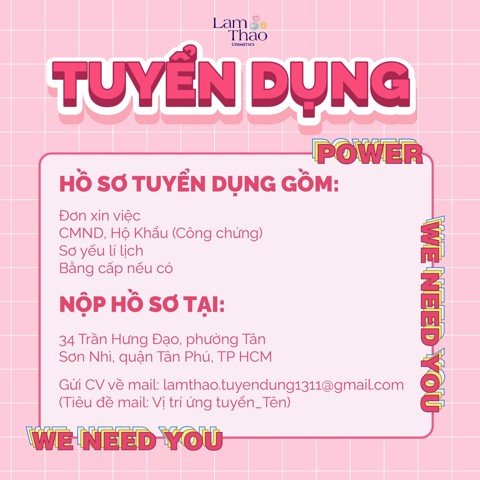 Lam
Thao
COSMETICS
TUYỂN DỤNG
POWER
HỒ SƠ TUYỂN DỤNG GỒM:
Đơn xin việc
CMND, Hộ Khẩu (Công chứng)
Sơ yếu lí lịch
Bằng cấp nếu có
NỘP HỒ SƠ TẠI:
34 Trần Hưng Đạo, phường Tân
Sơn Nhì, quận Tân Phú, TP HCM
Gửi CV về mail: lamthao.tuyendung1311@gmail.com
(Tiêu đề mail: Vị trí ứng tuyển_Tên)
WE NEED YOU
WE NEED YOU